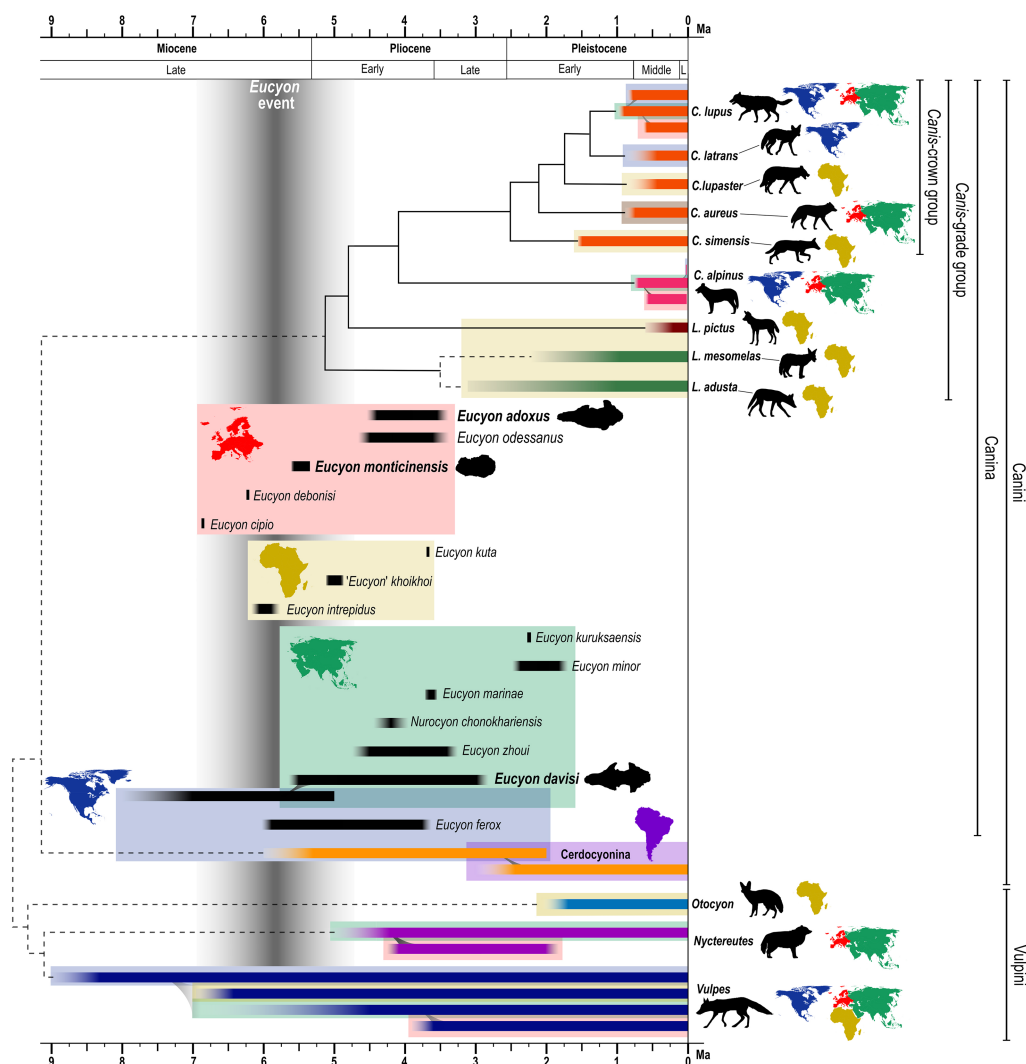 9 8 7 6 5 4 3 2 1 0
Ma
Miocene Pliocene Pleistocene
Late Early Late Early Middle L
Eucyon
event
C. lupus
C. latrans
C.lupaster
C. aureus
C. simensis
C. alpinus
L. pictus
L. mesomelas
L. adusta
Canis-crown group
Canis-grade group
Canina
Canini
Eucyon adoxus
Eucyon odessanus
Eucyon monticinensis
Eucyon debonisi
Eucyon cipio
Eucyon kuta
'Eucyon' khoikhoi
Eucyon intrepidus
Eucyon kuruksaensis
Eucyon minor
Eucyon marinae
Nurocyon chonokhariensis
Eucyon zhoui
Eucyon davisi
Eucyon ferox
Cerdocyonina
Otocyon
Nyctereutes
Vulpes
Vulpini
9 8 7 6 5 4 3 2 1 0
Ma